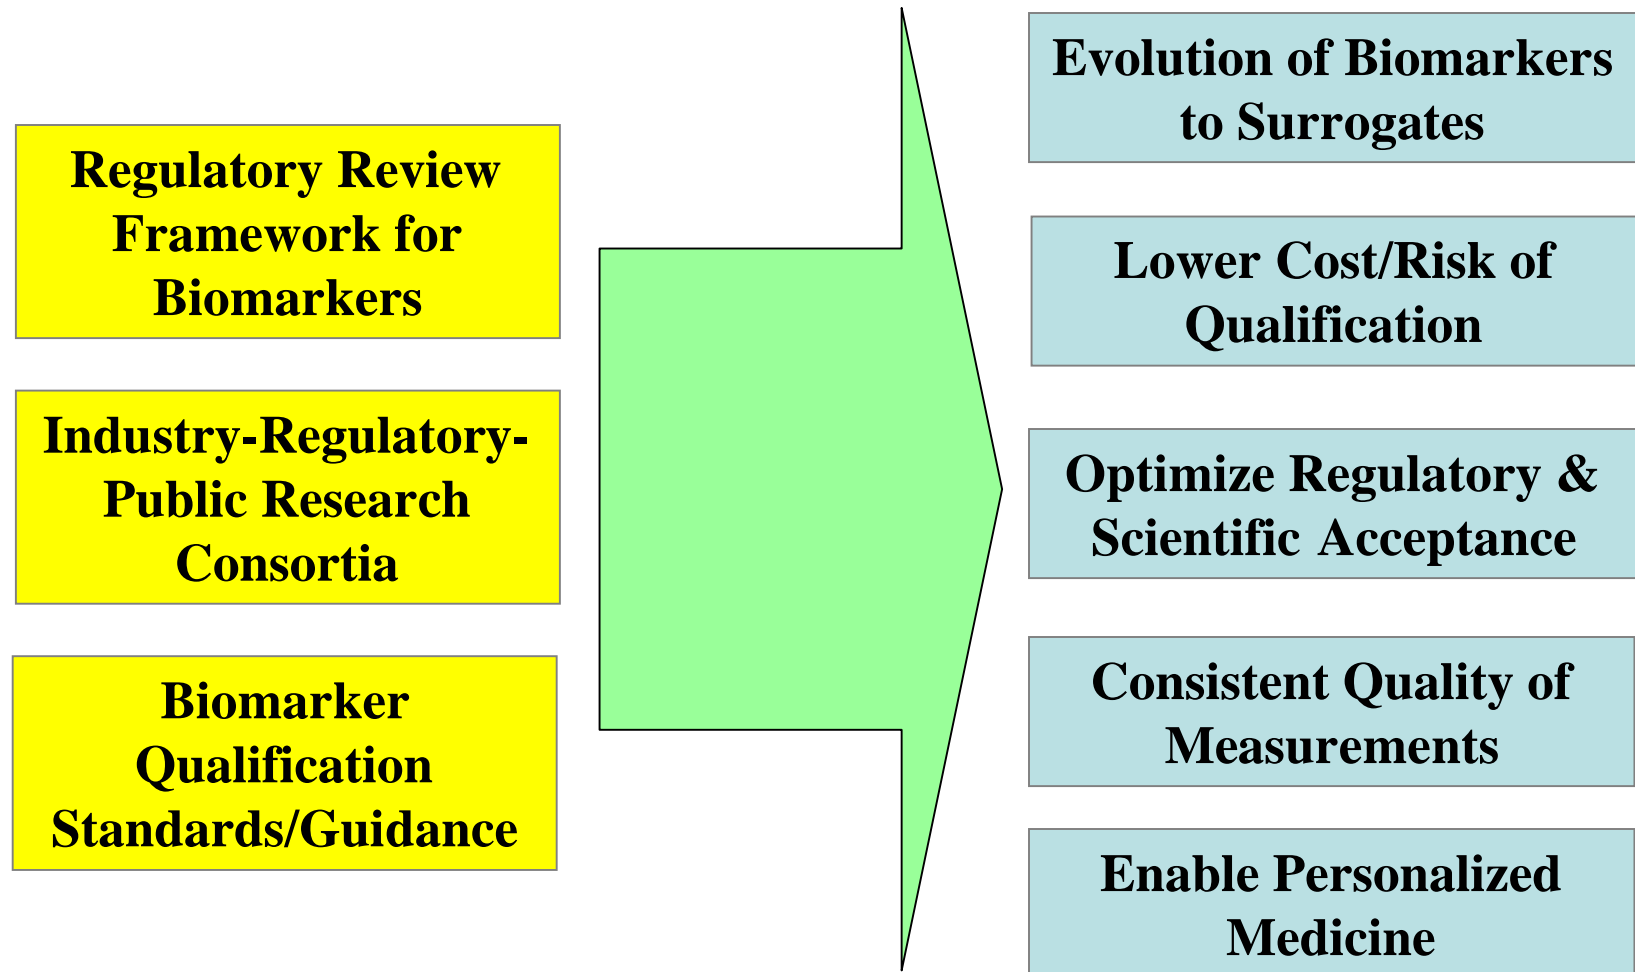 Regulatory Review
Framework for
Biomarkers
Industry-Regulatory-
Public Research
Consortia
Biomarker
Qualification
Standards/Guidance
Evolution of Biomarkers
to Surrogates
Lower Cost/Risk of
Qualification
Optimize Regulatory &
Scientific Acceptance
Consistent Quality of
Measurements
Enable Personalized
Medicine